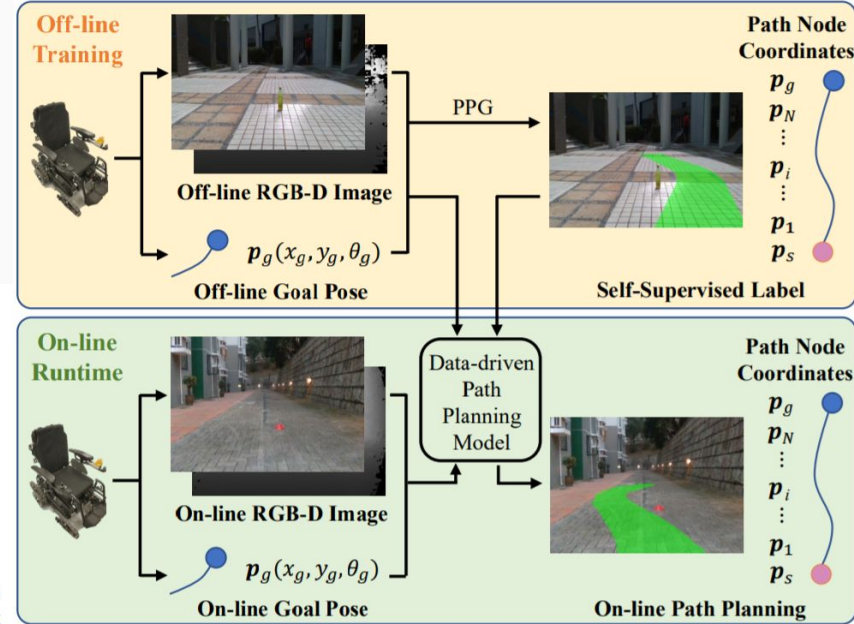 Off-line
Training
Off-line RGB-D Image
𝒑_g(x_g, y_g, θ_g)
Off-line Goal Pose
PPG
Self-Supervised Label
Path Node
Coordinates
𝒑_g
𝒑_N
⋮
𝒑_i
⋮
𝒑_1
𝒑_s
On-line
Runtime
On-line RGB-D Image
𝒑_g(x_g, y_g, θ_g)
On-line Goal Pose
Data-driven
Path
Planning
Model
On-line Path Planning
Path Node
Coordinates
𝒑_g
𝒑_N
⋮
𝒑_i
⋮
𝒑_1
𝒑_s